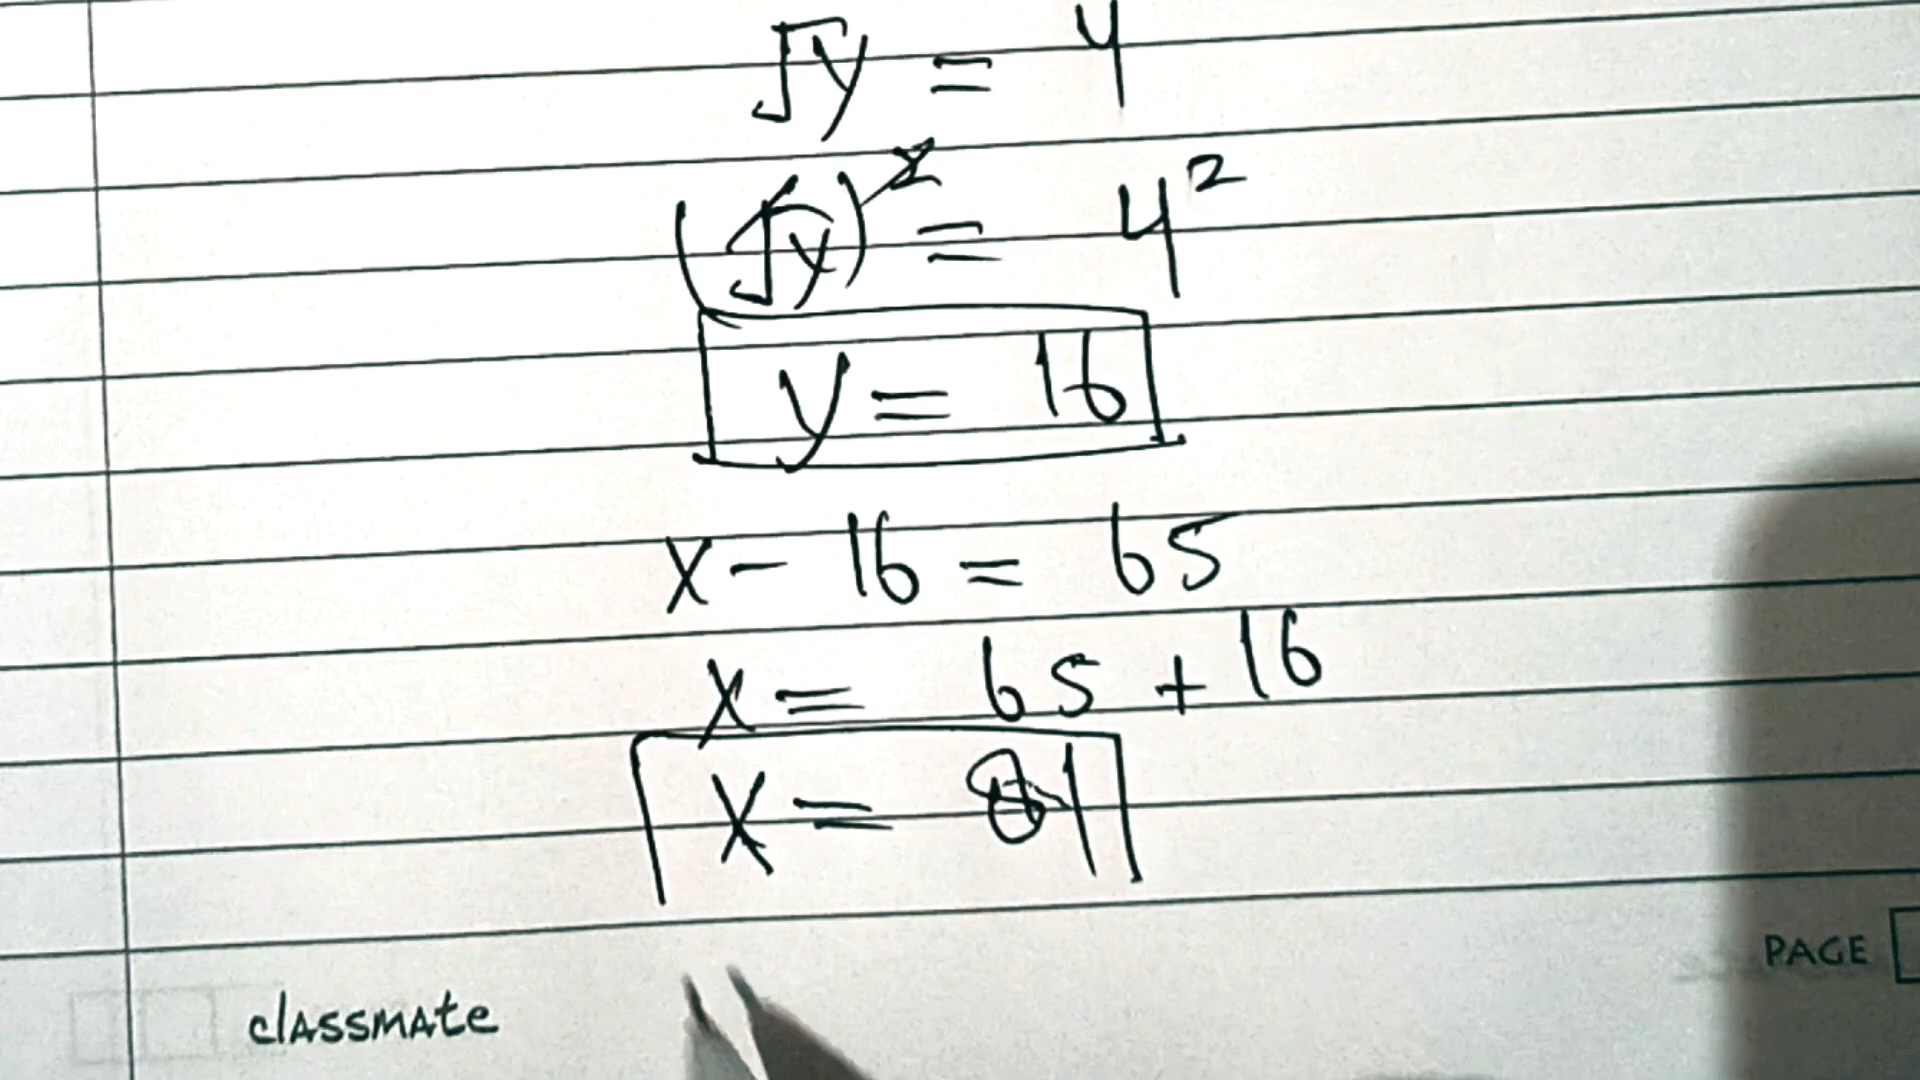 √y = 4
(√y)² = 4²
y = 16
x - 16 = 65
x = 65 + 16
x = 81
PAGE
classmate